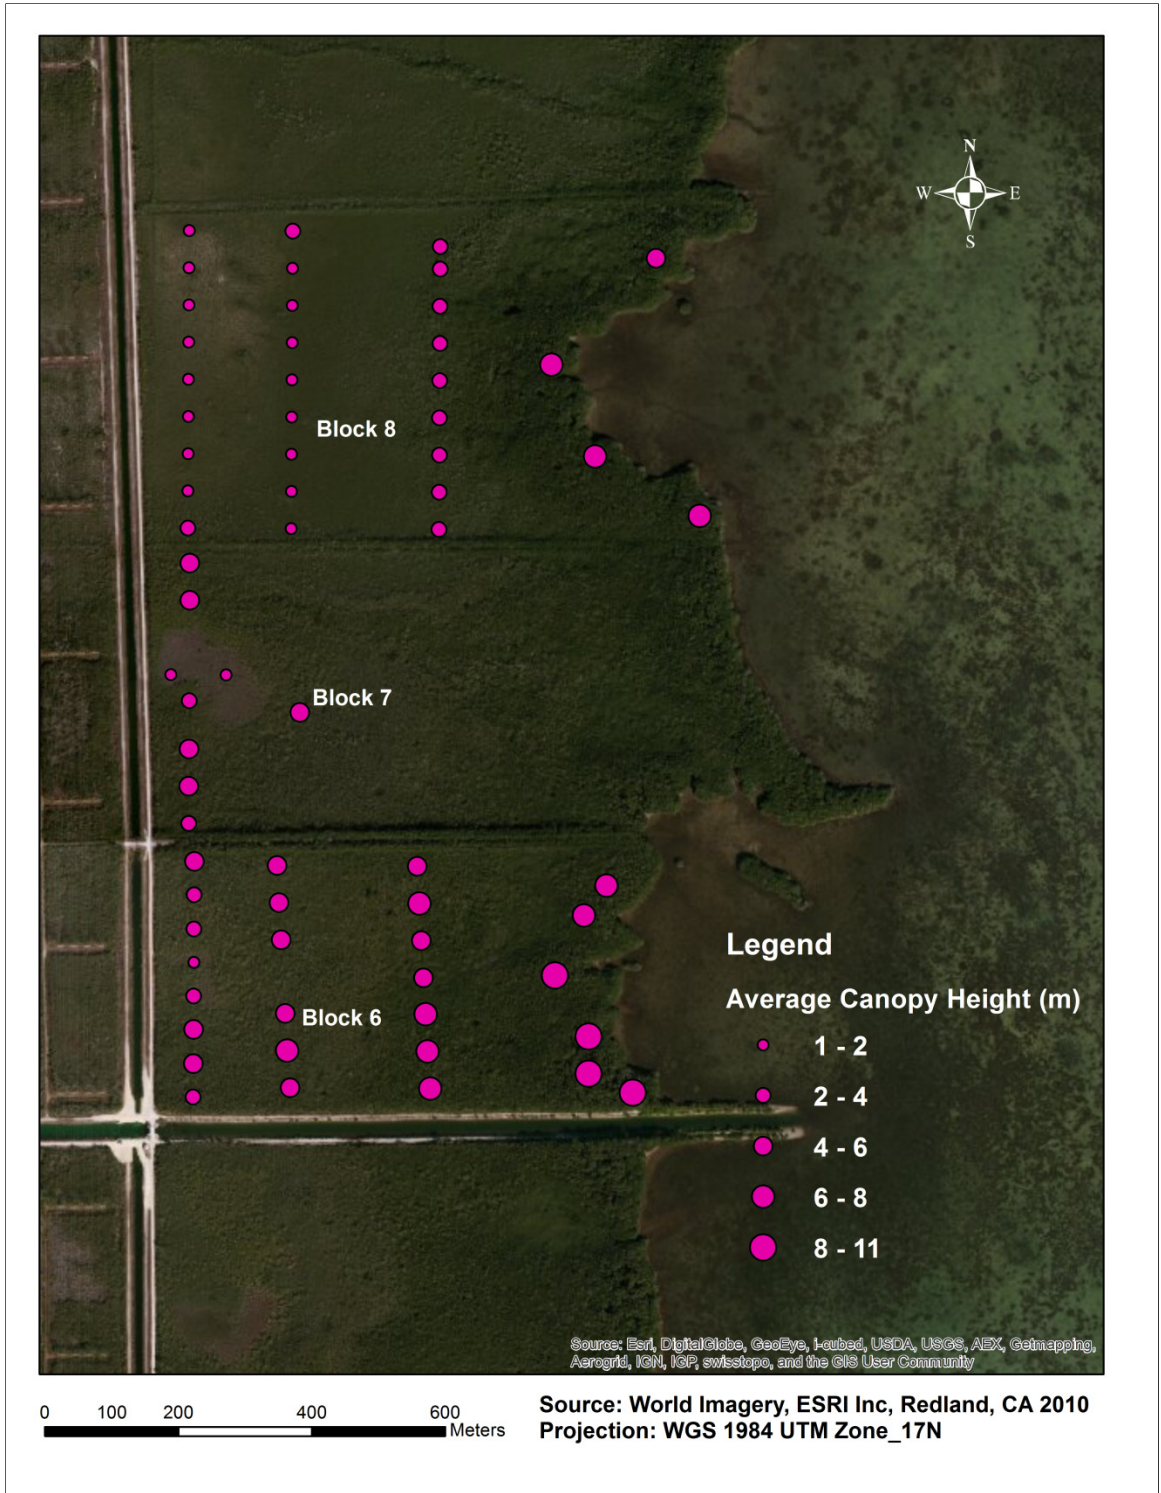 N
W E
S
Block 8
Block 7
Block 6
Legend
Average Canopy Height (m)
1 - 2
2 - 4
4 - 6
6 - 8
8 - 11
Source: Esri, DigitalGlobe, GeoEye, i-cubed, USDA, USGS, AEX, Getmapping,
Aerogrid, IGN, IGP, swisstopo, and the GIS User Community
0 100 200 400 600
Meters
Source: World Imagery, ESRI Inc, Redland, CA 2010
Projection: WGS 1984 UTM Zone_17N